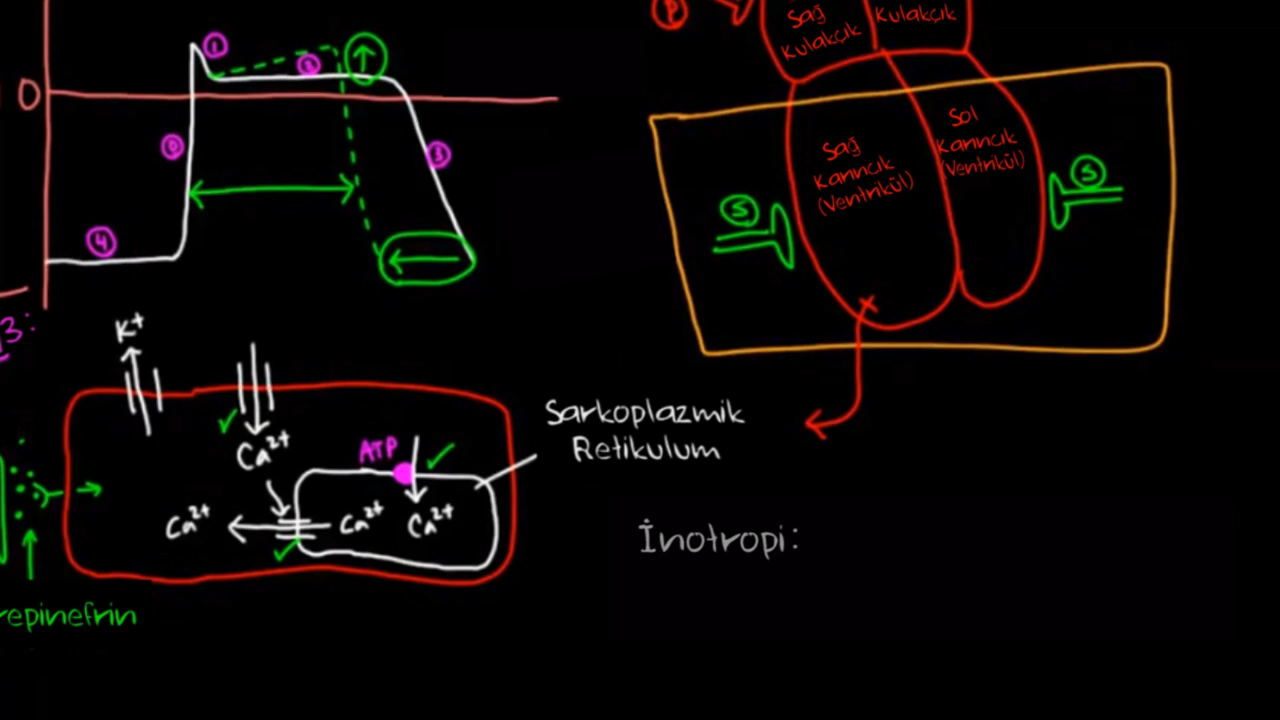 P
Sağ
Kulakçık
Kulakçık
1
2
↑
0
0
3
4
Sağ
Karıncık
(Ventrikül)
Sol
Karıncık
(Ventrikül)
S
S
3:
K+
Ca2+
ATP
Ca2+
Ca2+
Ca2+
Sarkoplazmik
Retikulum
İnotropi:
repinefrin